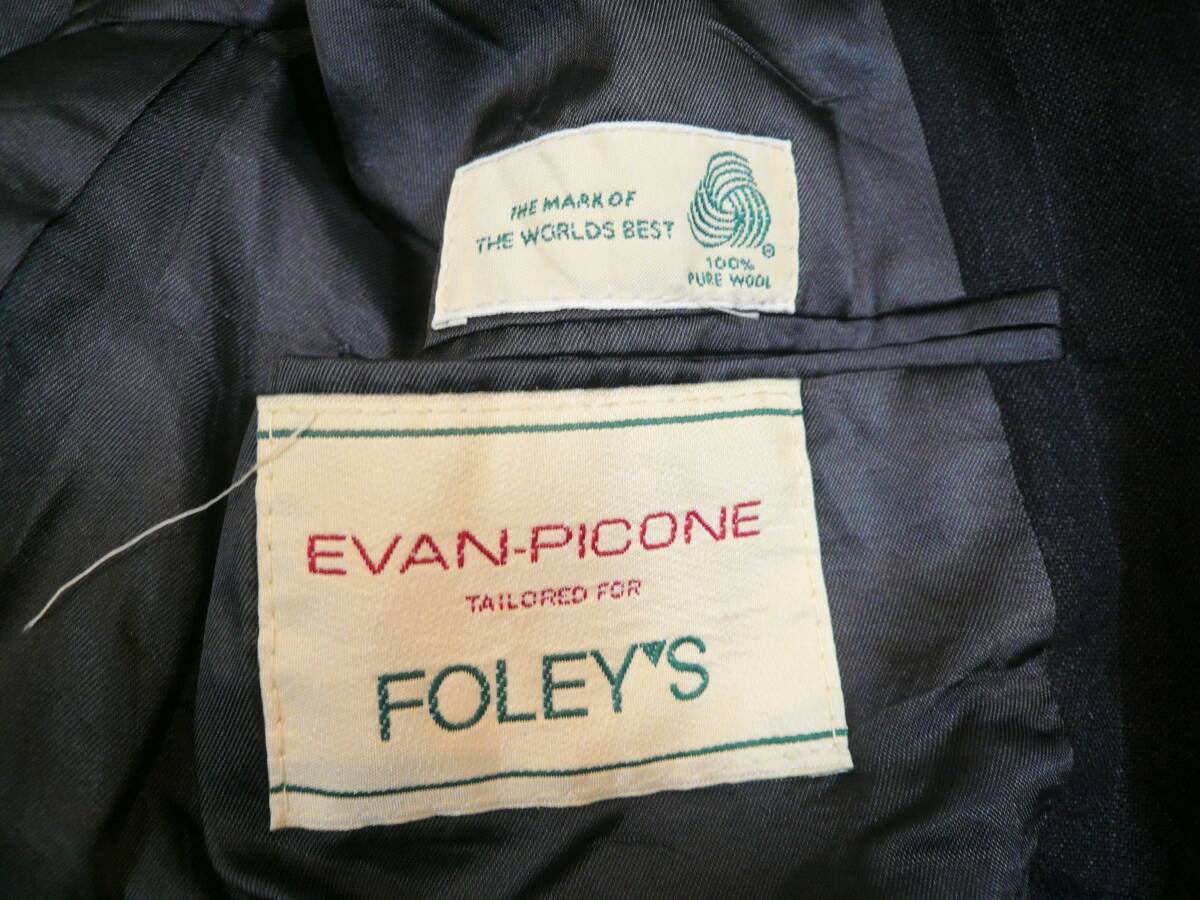 THE MARK OF
THE WORLDS BEST
®
100%
PURE WOOL
EVAN-PICONE
TAILORED FOR
FOLEY'S